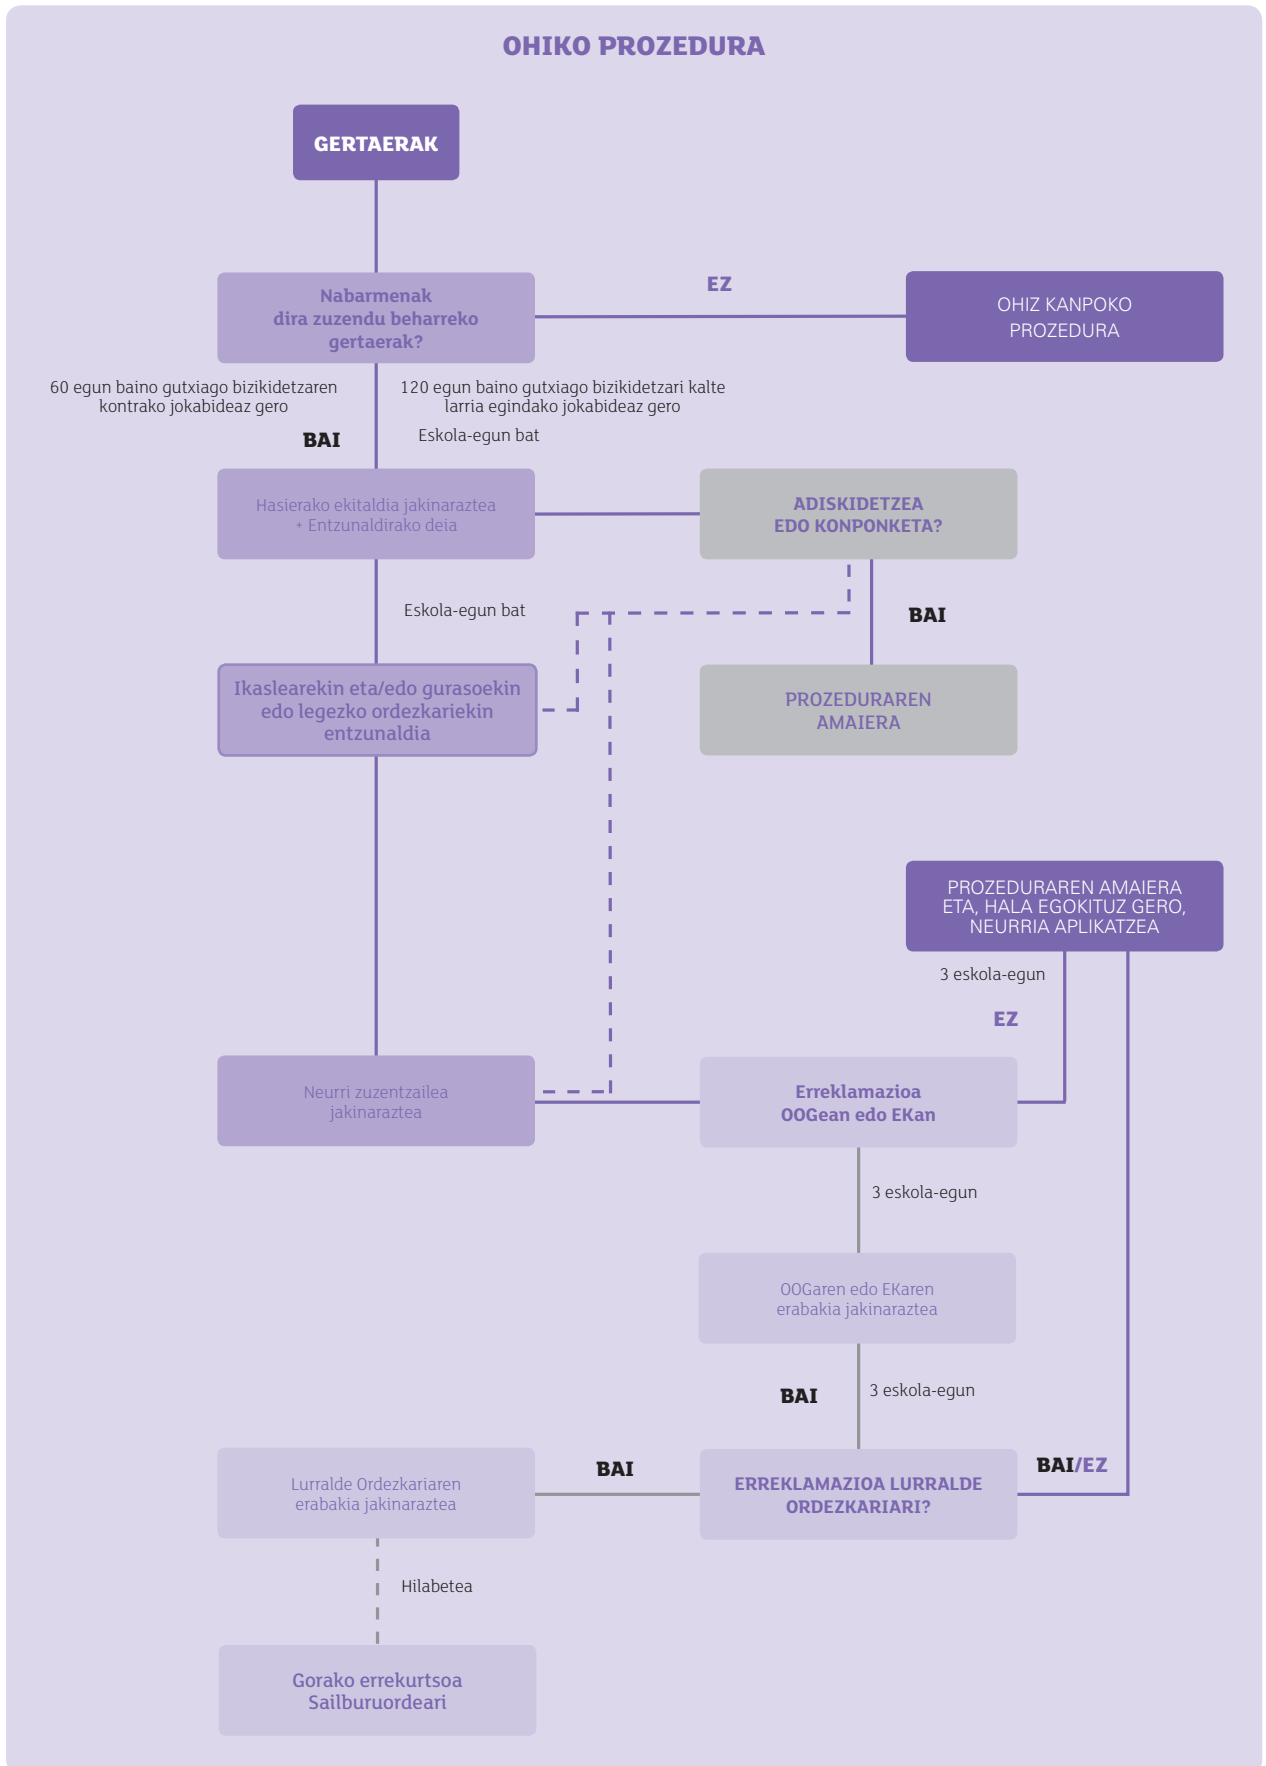 OHIKO PROZEDURA
GERTAERAK
Nabarmenak
dira zuzendu beharreko
gertaerak?
EZ
OHIZ KANPOKO
PROZEDURA
60 egun baino gutxiago bizikidetzaren
kontrako jokabideaz gero
120 egun baino gutxiago bizikidetzari kalte
larria egindako jokabideaz gero
BAI
Eskola-egun bat
Hasierako ekitaldia jakinaraztea
+ Entzunaldirako deia
ADISKIDETZEA
EDO KONPONKETA?
Eskola-egun bat
BAI
Ikaslearekin eta/edo gurasoekin
edo legezko ordezkariekin
entzunaldia
PROZEDURAREN
AMAIERA
PROZEDURAREN AMAIERA
ETA, HALA EGOKITUZ GERO,
NEURRIA APLIKATZEA
3 eskola-egun
EZ
Neurri zuzentzailea
jakinaraztea
Erreklamazioa
OOGean edo EKan
3 eskola-egun
OOGaren edo EKaren
erabakia jakinaraztea
BAI
3 eskola-egun
Lurralde Ordezkariaren
erabakia jakinaraztea
BAI
ERREKLAMAZIOA LURRALDE
ORDEZKARIARI?
BAI/EZ
Hilabetea
Gorako errekurtsoa
Sailburuordeari